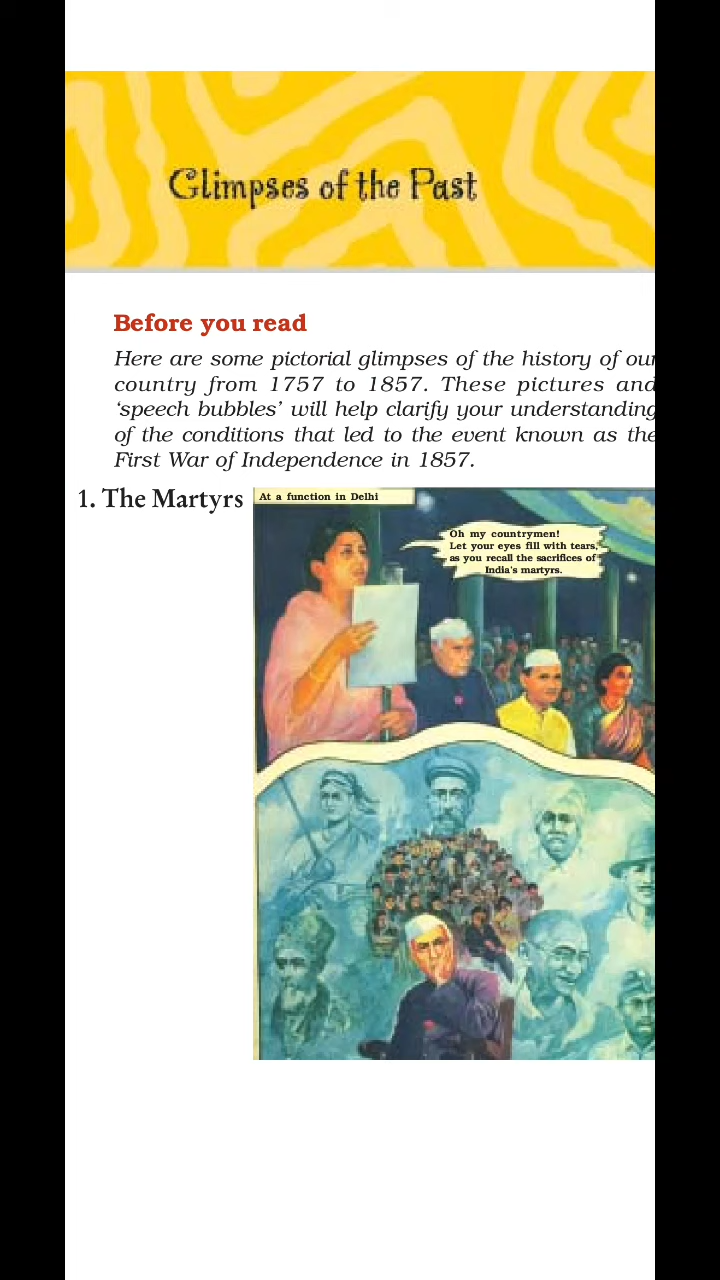 Glimpses of the Past
Before you read
Here are some pictorial glimpses of the history of our
country from 1757 to 1857. These pictures and
‘speech bubbles’ will help clarify your understanding
of the conditions that led to the event known as the
First War of Independence in 1857.
1. The Martyrs
At a function in Delhi
Oh my countrymen!
Let your eyes fill with tears,
as you recall the sacrifices of
India's martyrs.